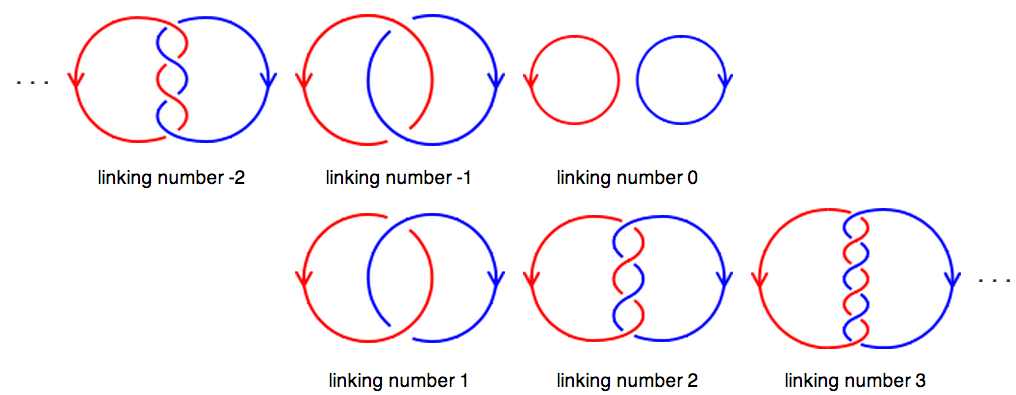 . . .
linking number -2
linking number -1
linking number 0
linking number 1
linking number 2
linking number 3
. . .